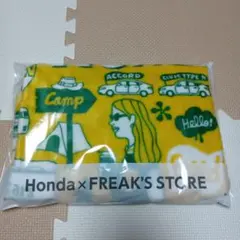 ACCORD
CIVIC TYPE R
Camp
Hello!
Honda×FREAK'S STORE